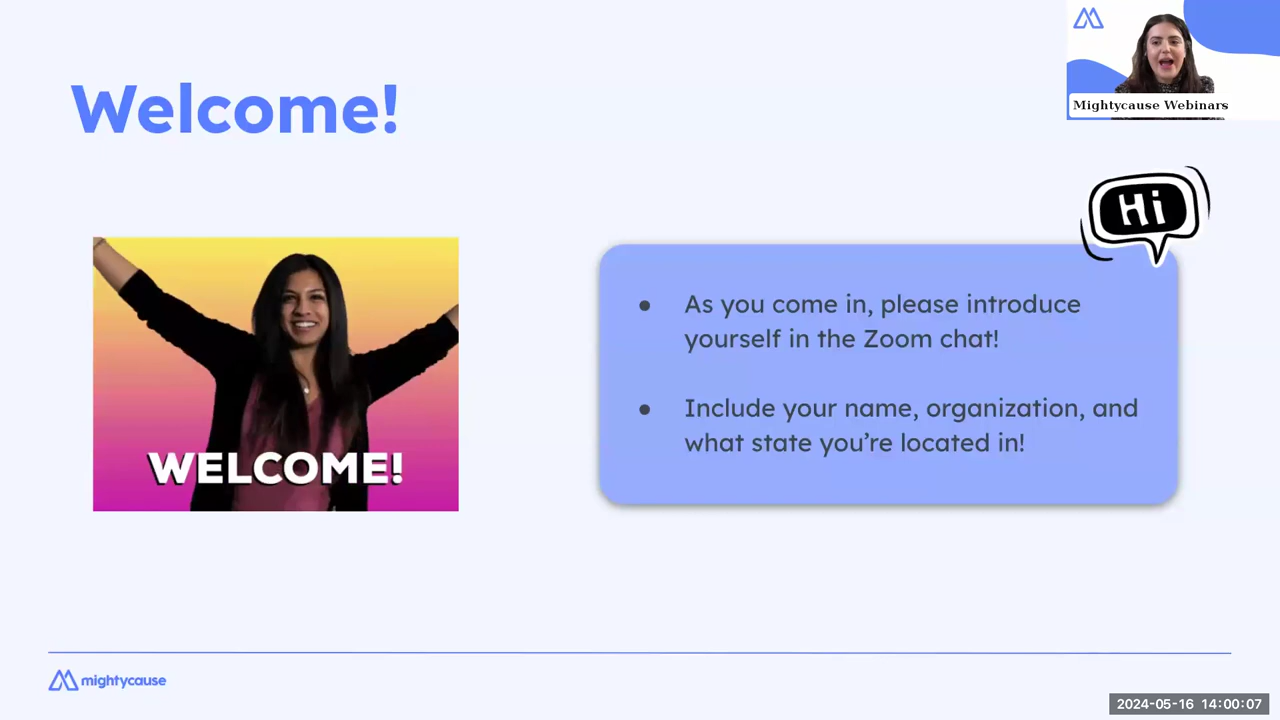 Welcome!
Mightycause Webinars
Hi
● As you come in, please introduce
yourself in the Zoom chat!
● Include your name, organization, and
what state you’re located in!
WELCOME!
mightycause
2024-05-16 14:00:07